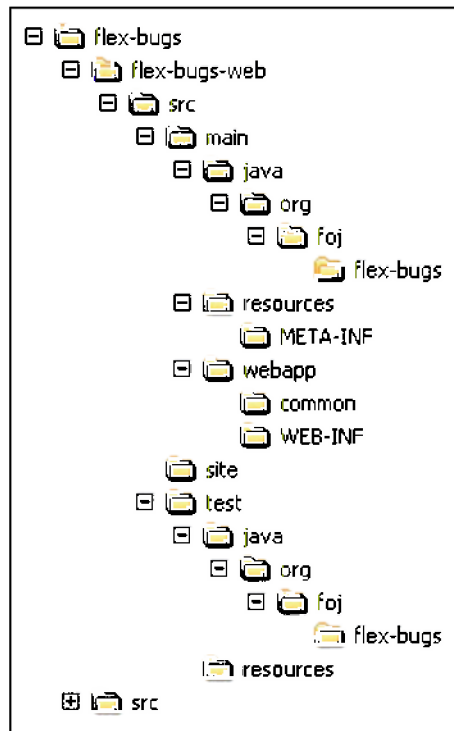 flex-bugs
flex-bugs-web
src
main
java
org
foj
flex-bugs
resources
META-INF
webapp
common
WEB-INF
site
test
java
org
foj
flex-bugs
resources
src